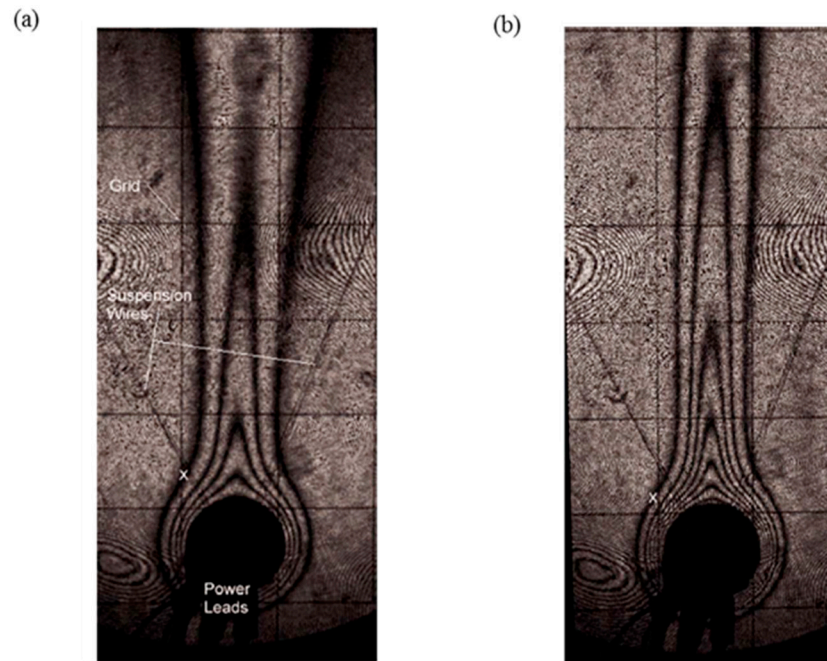 (a)
(b)
Grid
Suspension
Wires
x
x
Power
Leads